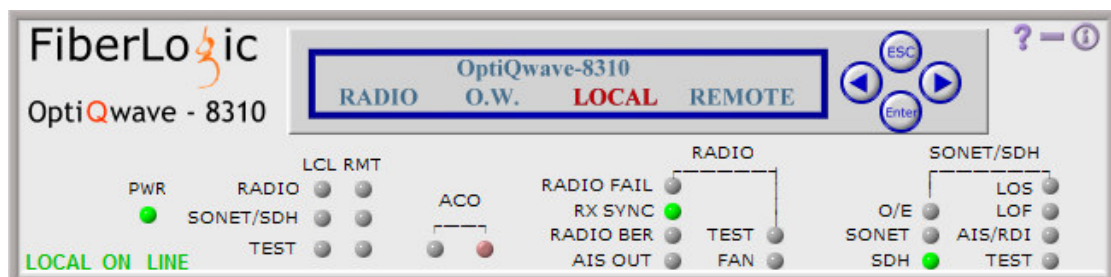 FiberLogic
OptiQwave - 8310
OptiQwave-8310
RADIO O.W. LOCAL REMOTE
ESC
Enter
?
LCL RMT
PWR
RADIO
SONET/SDH
TEST
LOCAL ON LINE
ACO
RADIO
RADIO FAIL
RX SYNC
RADIO BER TEST
AIS OUT FAN
SONET/SDH
LOS
O/E LOF
SONET AIS/RDI
SDH TEST